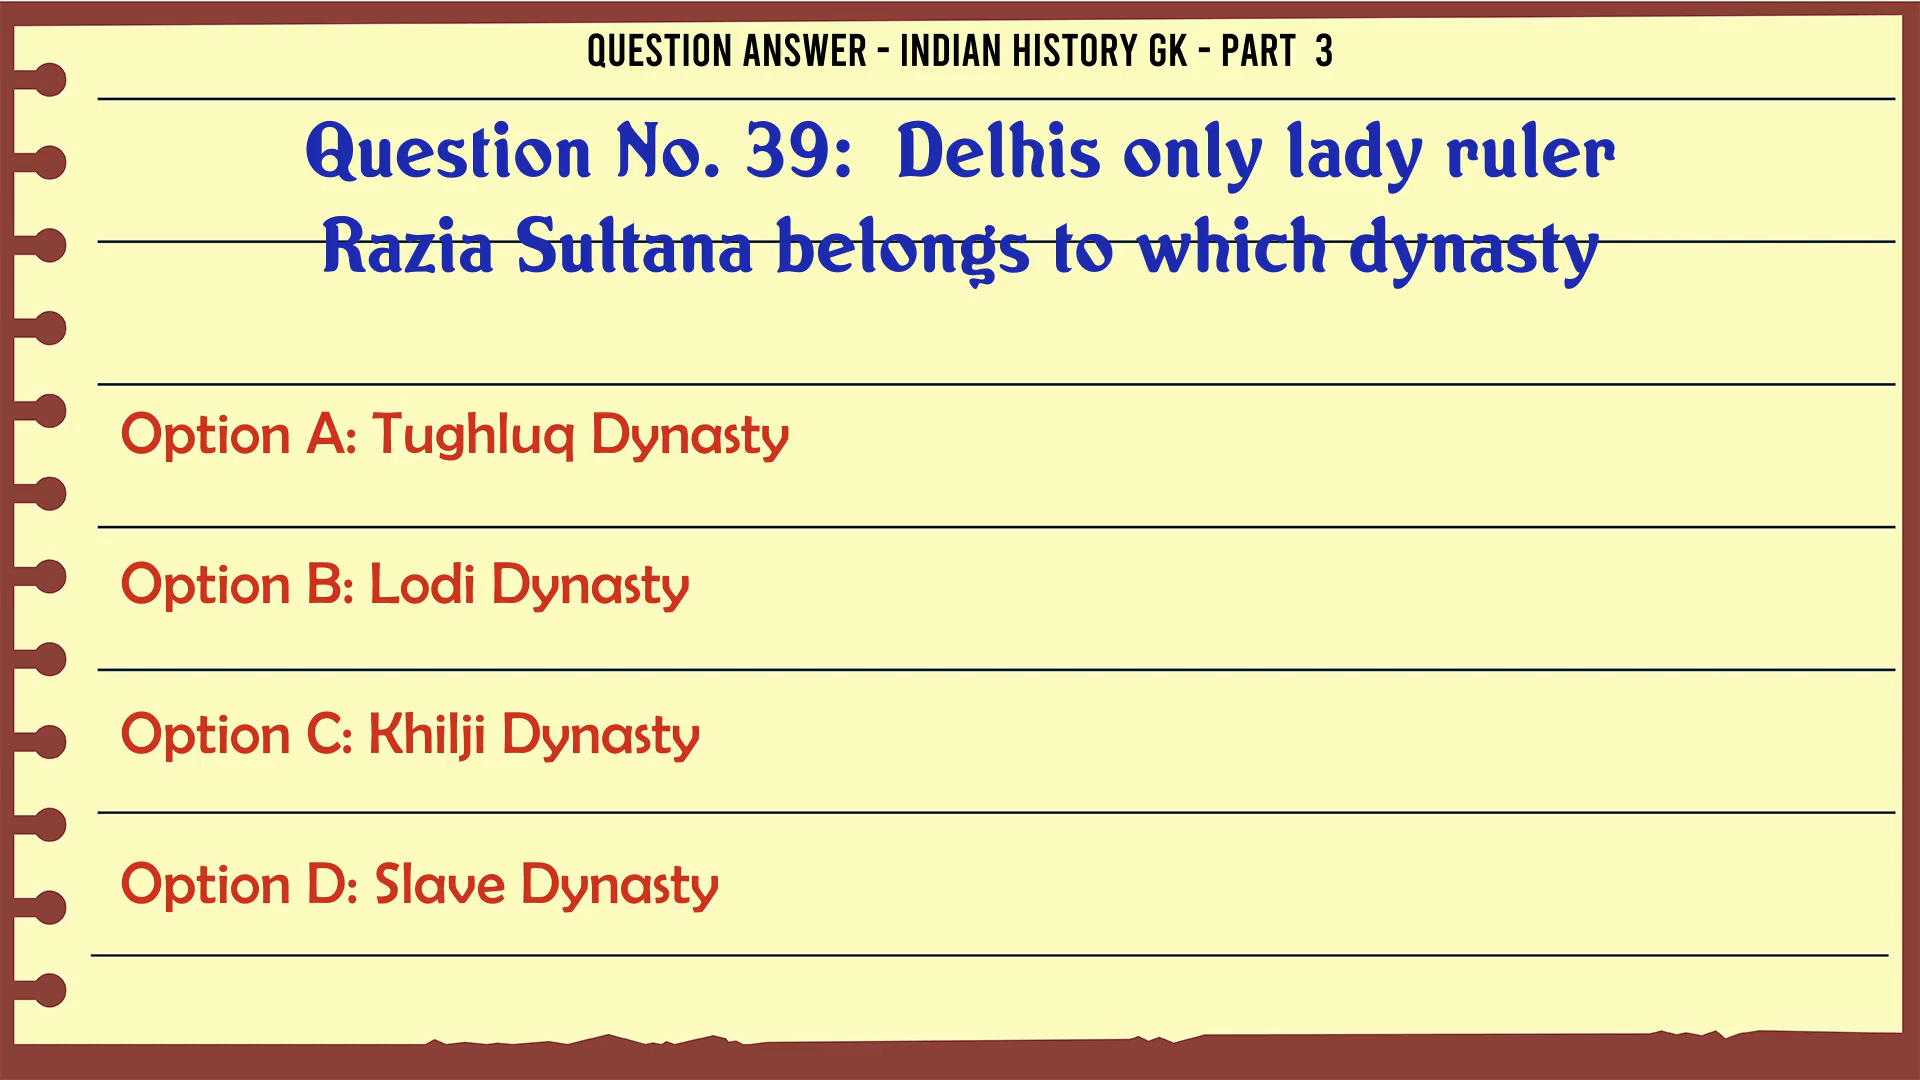 QUESTION ANSWER - INDIAN HISTORY GK - PART 3
Question No. 39: Delhis only lady ruler
Razia Sultana belongs to which dynasty
Option A: Tughluq Dynasty
Option B: Lodi Dynasty
Option C: Khilji Dynasty
Option D: Slave Dynasty